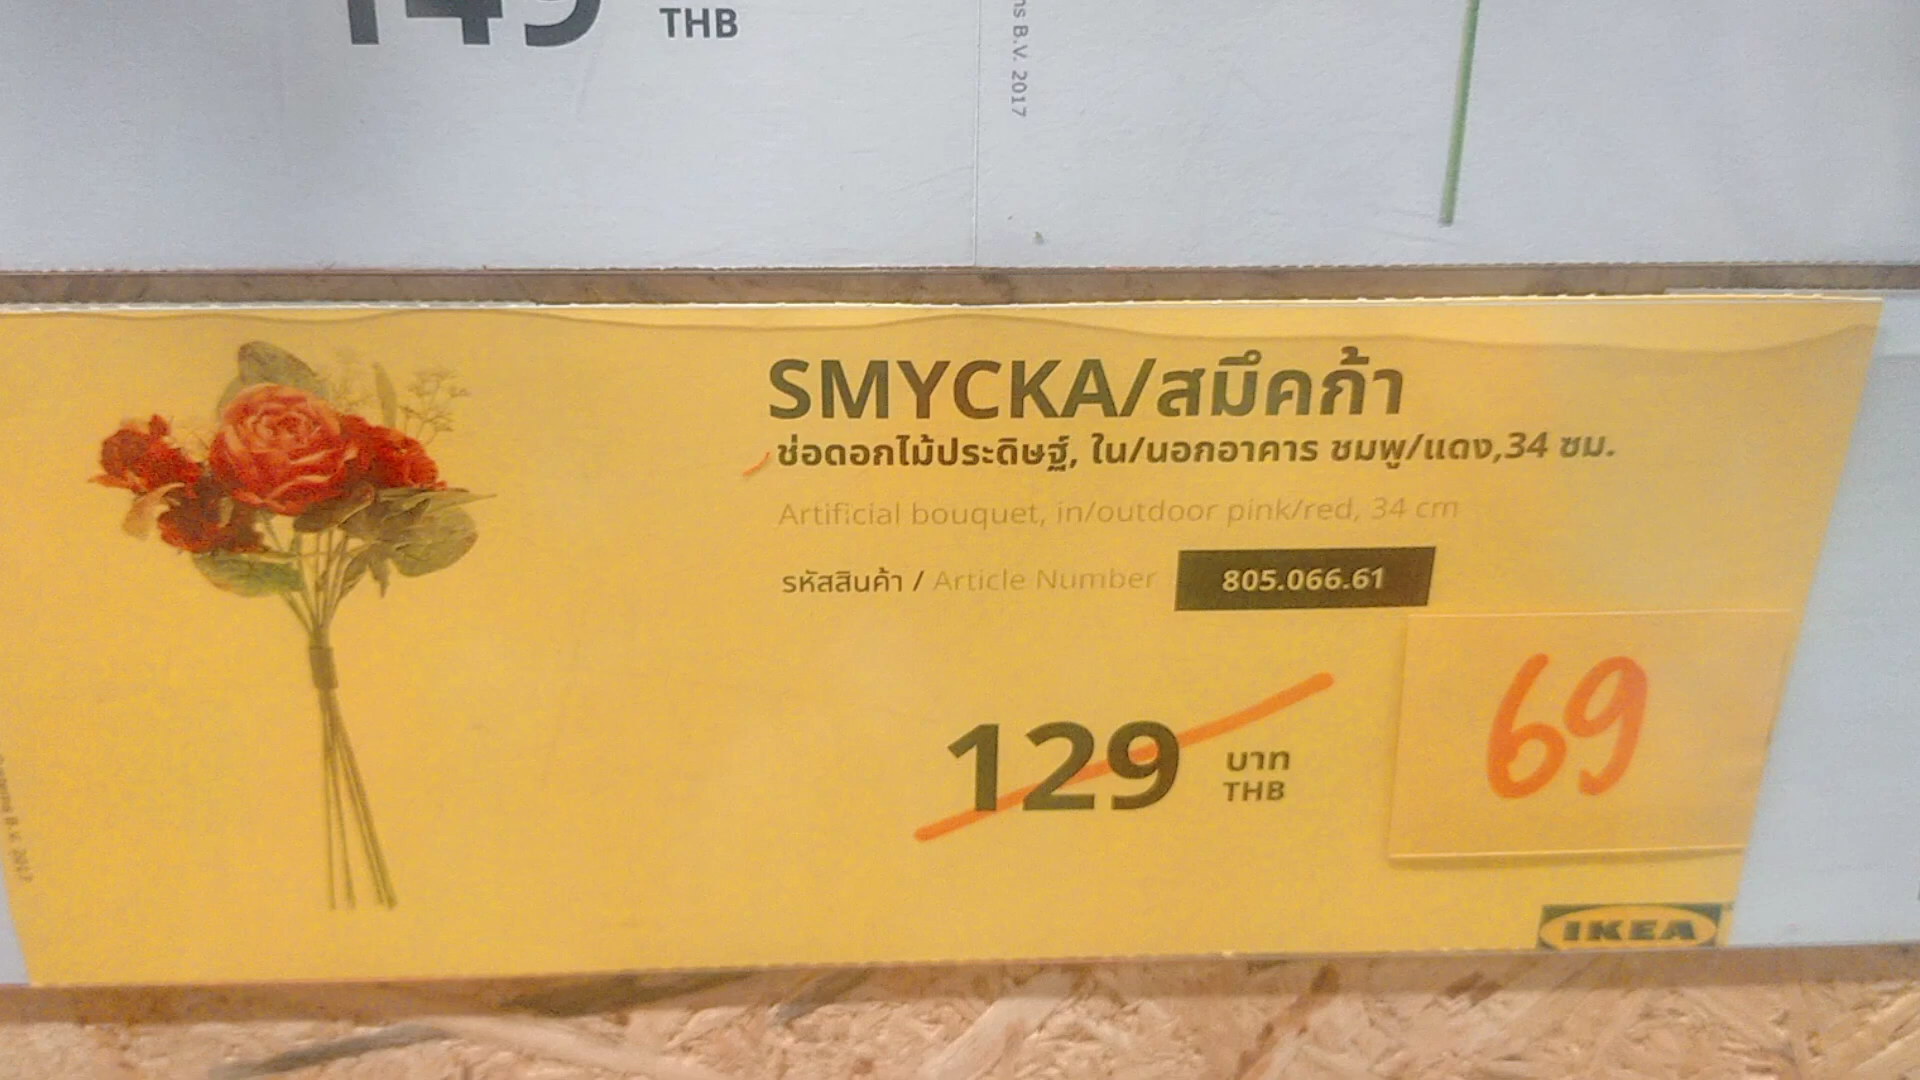 149 THB
ns B.V. 2017
SMYCKA/สมึคก้า
ช่อดอกไม้ประดิษฐ์, ใน/นอกอาคาร ชมพู/แดง,34 ซม.
Artificial bouquet, in/outdoor pink/red, 34 cm
รหัสสินค้า / Article Number 805.066.61
129 บาท
THB
69
IKEA
B.V. 2017